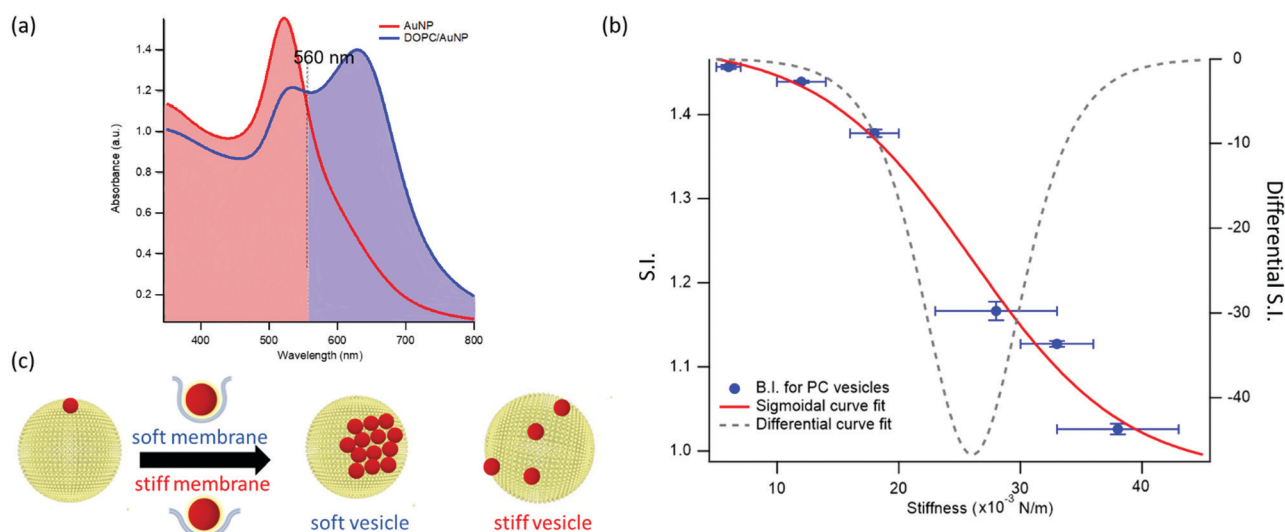 (a)
AuNP
DOPC/AuNP
560 nm
1.4
1.2
1.0
0.8
0.6
0.4
0.2
Absorbance (a.u.)
400
500
600
700
800
Wavelength (nm)
(b)
1.4
1.3
1.2
1.1
1.0
S.I.
0
-10
-20
-30
-40
Differential S.I.
B.I. for PC vesicles
Sigmoidal curve fit
Differential curve fit
10
20
30
40
Stiffness (x10⁻³ N/m)
(c)
soft membrane
stiff membrane
soft vesicle
stiff vesicle